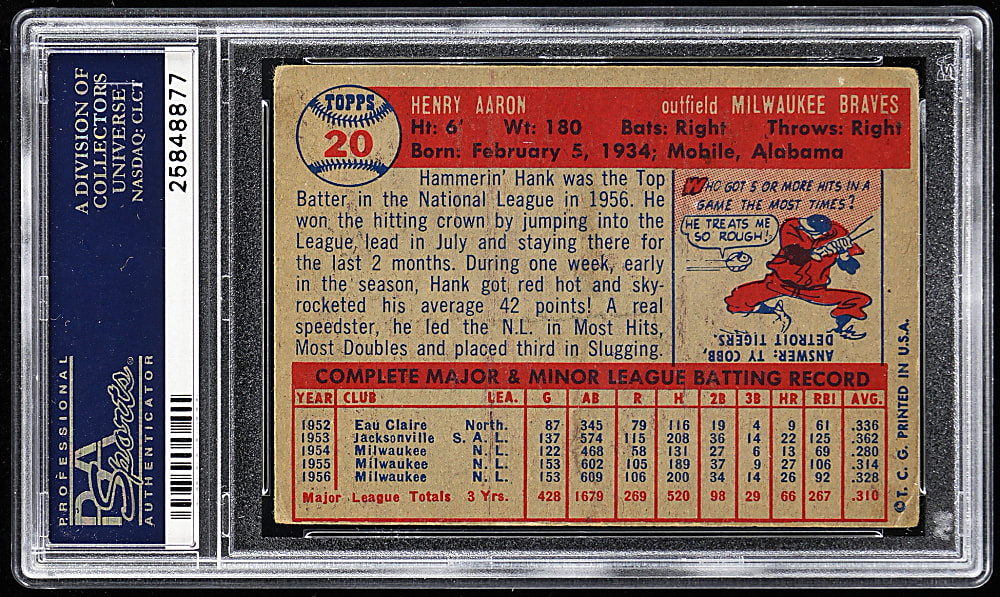 A DIVISION OF
COLLECTORS
UNIVERSE
NASDAQ: CLCT
25848877
PROFESSIONAL
PSA
Sports®
AUTHENTICATOR
TOPPS
20
HENRY AARON outfield MILWAUKEE BRAVES
Ht: 6' Wt: 180 Bats: Right Throws: Right
Born: February 5, 1934; Mobile, Alabama
Hammerin' Hank was the Top
Batter in the National League in 1956. He
won the hitting crown by jumping into the
League lead in July and staying there for
the last 2 months. During one week, early
in the season, Hank got red hot and sky-
rocketed his average 42 points! A real
speedster, he led the N.L. in Most Hits,
Most Doubles and placed third in Slugging.
WHO GOT 5 OR MORE HITS IN A
GAME THE MOST TIMES?
HE TREATS ME
SO ROUGH!
ANSWER: TY COBB,
DETROIT TIGERS.
COMPLETE MAJOR & MINOR LEAGUE BATTING RECORD
YEAR CLUB LEA. G AB R H 2B 3B HR RBI AVG.
1952 Eau Claire North. 87 345 79 116 19 4 9 61 .336
1953 Jacksonville S. A. L. 137 574 115 208 36 14 22 125 .362
1954 Milwaukee N. L. 122 468 58 131 27 6 13 69 .280
1955 Milwaukee N. L. 153 602 105 189 37 9 27 106 .314
1956 Milwaukee N. L. 153 609 106 200 34 14 26 92 .328
Major League Totals 3 Yrs. 428 1679 269 520 98 29 66 267 .310
© T. C. G. PRINTED IN U.S.A.